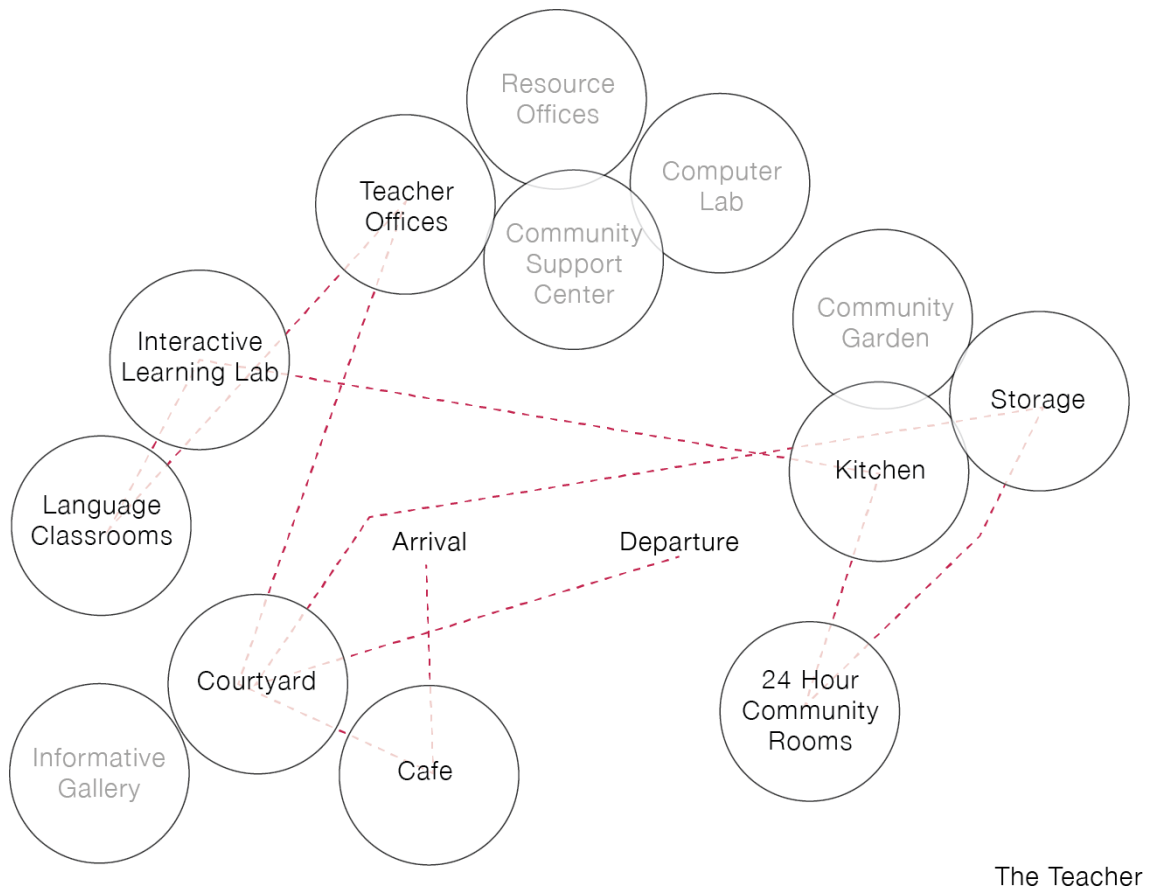 Resource
Offices
Computer
Lab
Teacher
Offices
Community
Support
Center
Community
Garden
Interactive
Learning Lab
Storage
Kitchen
Language
Classrooms
Arrival
Departure
Courtyard
24 Hour
Community
Rooms
Informative
Gallery
Cafe
The Teacher